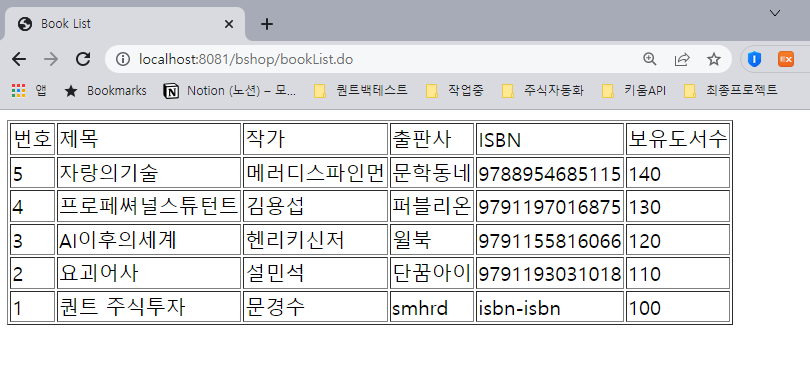 Book List
localhost:8081/bshop/bookList.do
앱 Bookmarks Notion (노션) – 모... 퀀트백테스트 작업중 주식자동화 키움API 최종프로젝트
번호 제목 작가 출판사 ISBN 보유도서수
5 자랑의기술 메러디스파인먼 문학동네 9788954685115 140
4 프로페쎠널스튜턴트 김용섭 퍼블리온 9791197016875 130
3 AI이후의세계 헨리키신저 윌북 9791155816066 120
2 요괴어사 설민석 단꿈아이 9791193031018 110
1 퀀트 주식투자 문경수 smhrd isbn-isbn 100